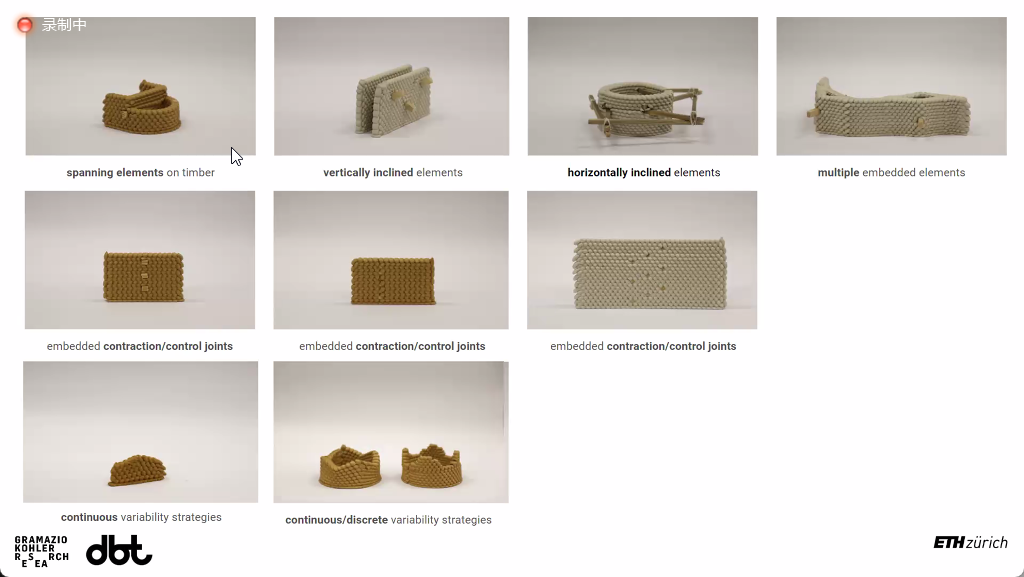 录制中
spanning elements on timber
vertically inclined elements
horizontally inclined elements
multiple embedded elements
embedded contraction/control joints
embedded contraction/control joints
embedded contraction/control joints
continuous variability strategies
continuous/discrete variability strategies
GRAMAZIO
KOHLER
RESEARCH
dbt
ETH zürich